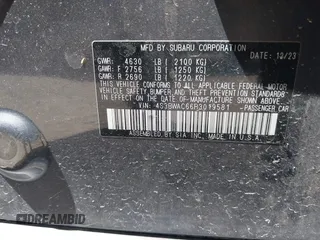 MFD BY SUBARU CORPORATION
DATE: 10/23
GVWR: 4630 LB ( 2100 KG)
GAWR: F 2756 LB ( 1250 KG)
GAWR: R 2690 LB ( 1220 KG)
THIS VEHICLE CONFORMS TO ALL APPLICABLE FEDERAL MOTOR
VEHICLE SAFETY, BUMPER, AND THEFT PREVENTION STANDARDS
IN EFFECT ON THE DATE OF MANUFACTURE SHOWN ABOVE.
VIN: 4S3BWAC66R3019581 PASSENGER CAR
ASSEMBLED BY SIA, INC. MADE IN U.S.A.
DREAMBID